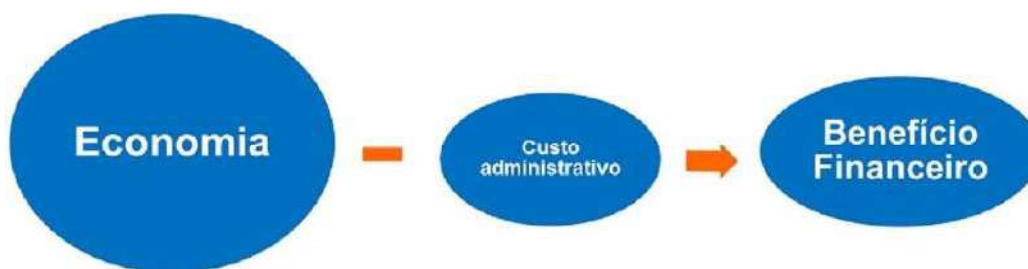 Economia
Custo
administrativo
Benefício
Financeiro